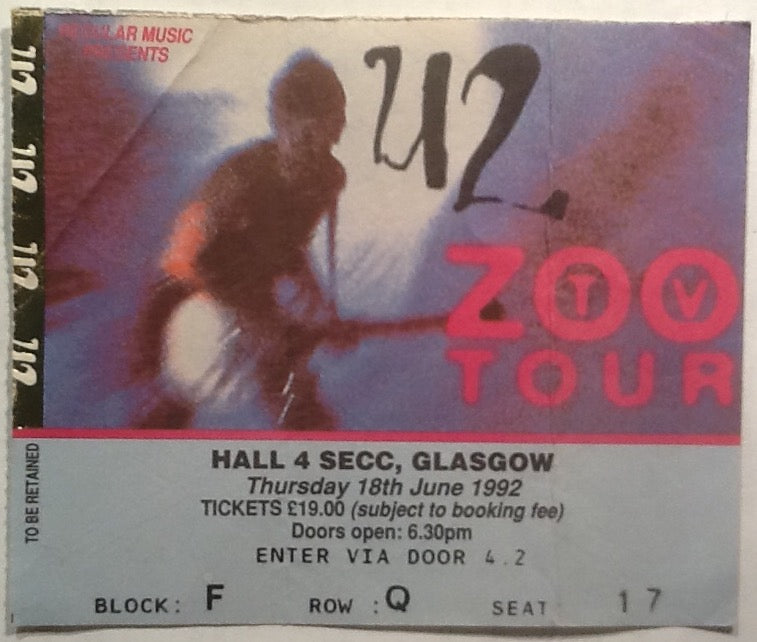 REGULAR MUSIC
PRESENTS
U2
ZOO
TV
TOUR
U2 U2 U2 U2
TO BE RETAINED
HALL 4 SECC, GLASGOW
Thursday 18th June 1992
TICKETS £19.00 (subject to booking fee)
Doors open: 6.30pm
ENTER VIA DOOR 4.2
BLOCK: F ROW :Q SEAT 17